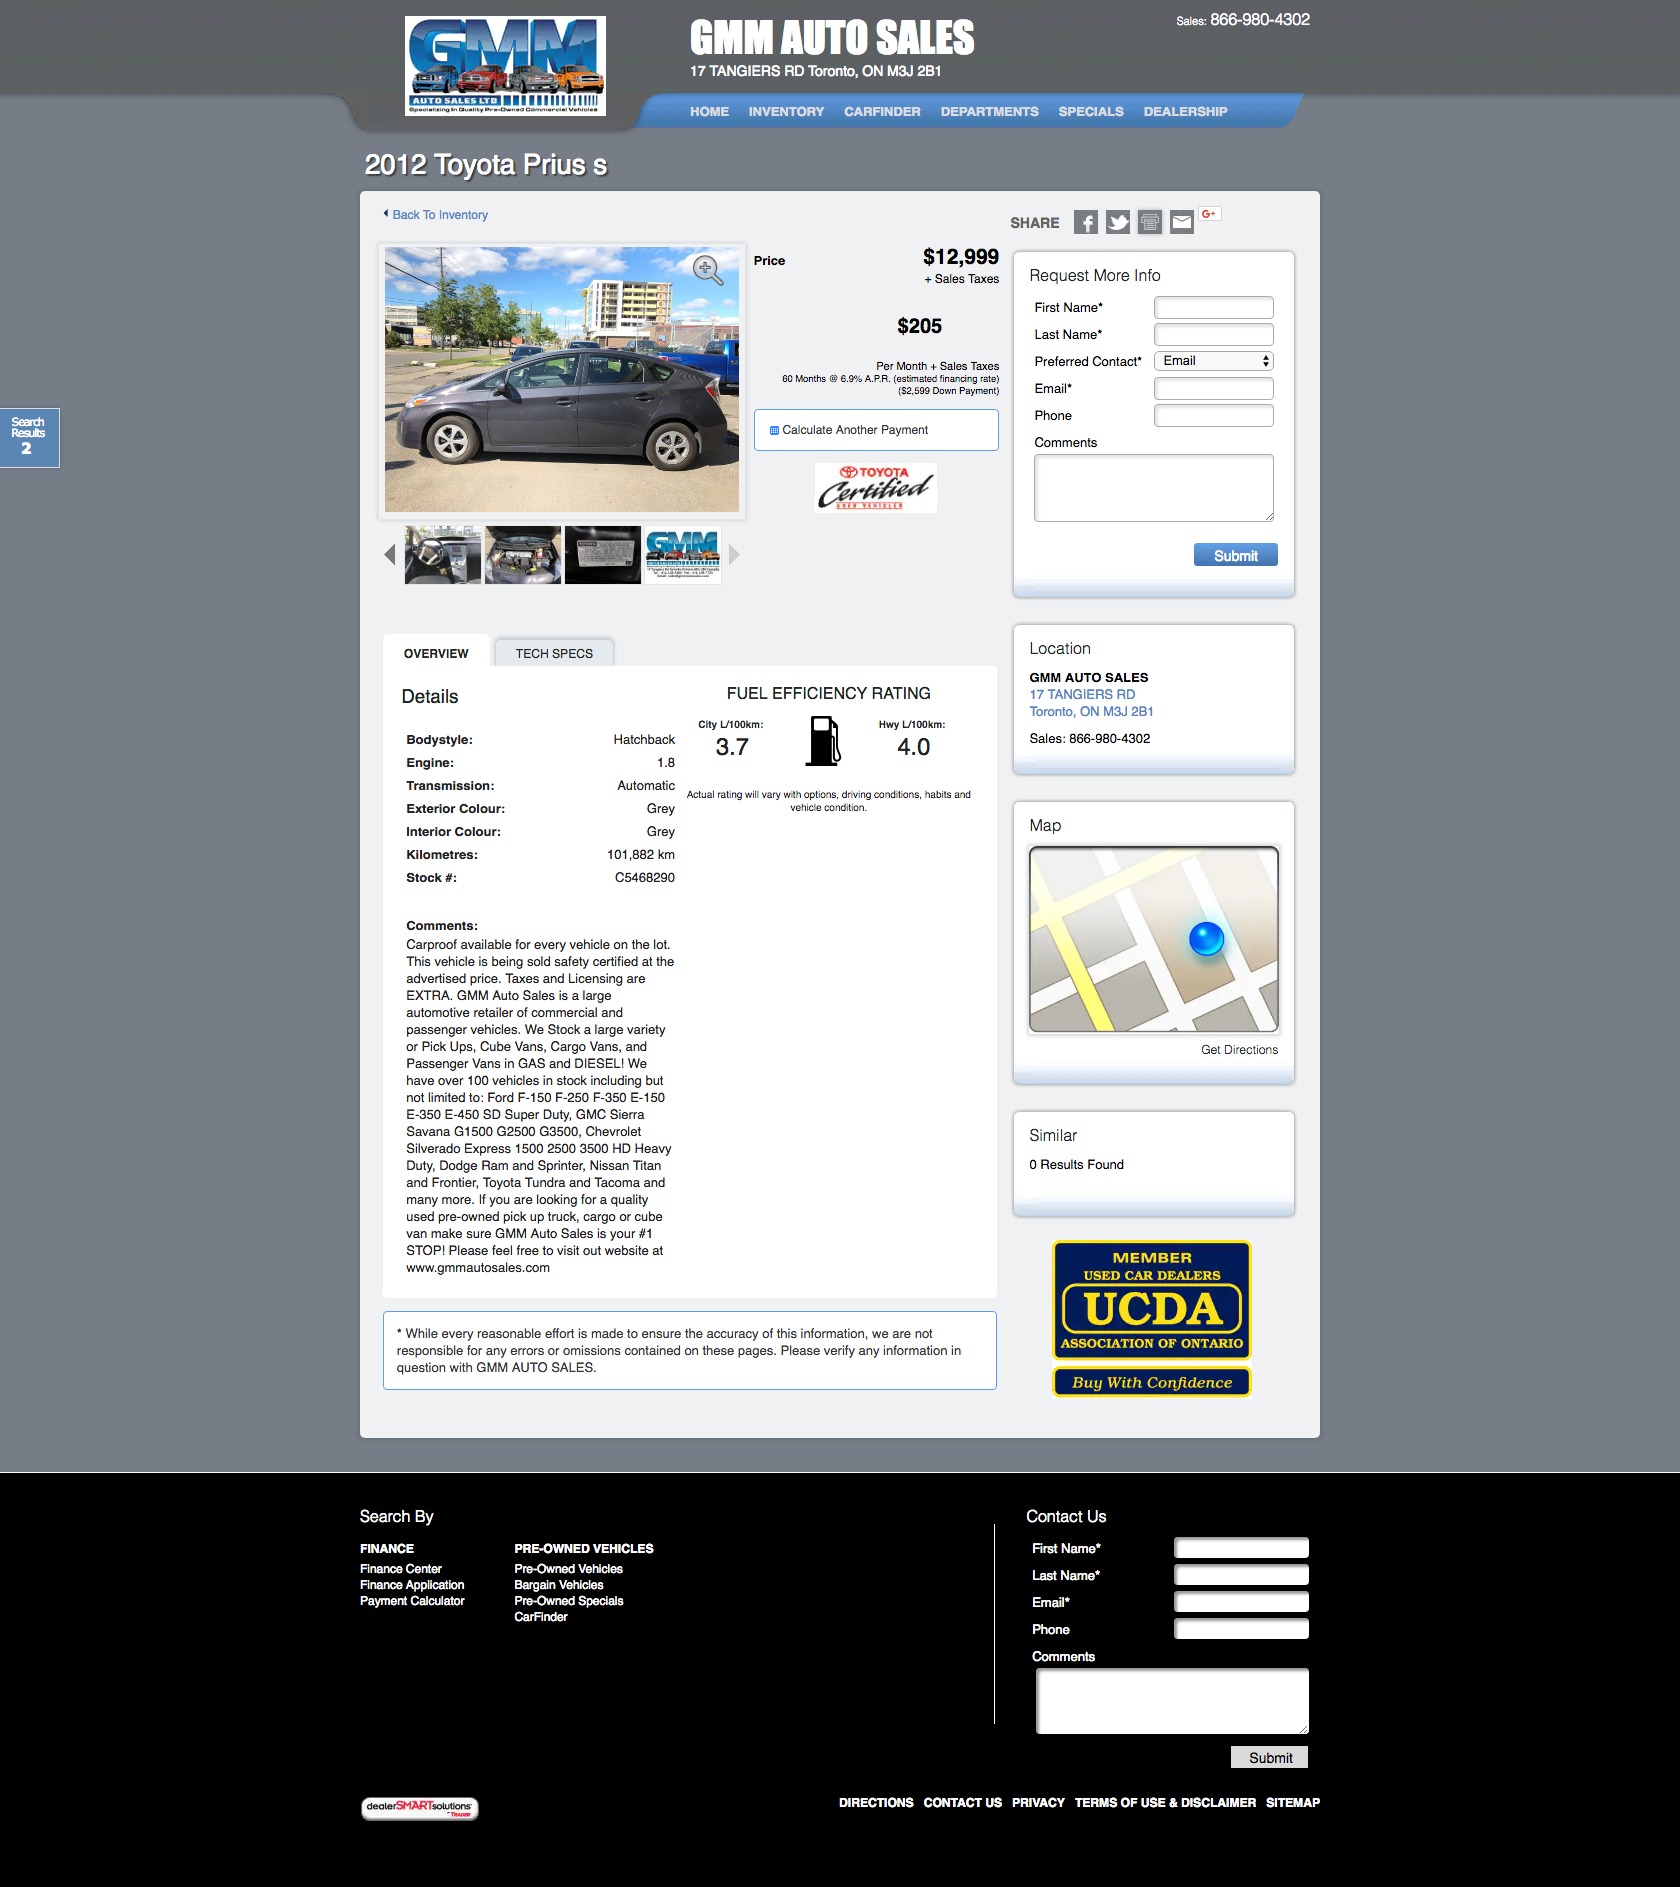 GMM
AUTO SALES LTD
Specializing In Quality Pre-Owned Commercial Vehicles
GMM AUTO SALES
17 TANGIERS RD Toronto, ON M3J 2B1
Sales: 866-980-4302
HOME INVENTORY CARFINDER DEPARTMENTS SPECIALS DEALERSHIP
2012 Toyota Prius s
Back To Inventory
SHARE
G+
Search
Results
2
Price $12,999
+ Sales Taxes
$205
Per Month + Sales Taxes
60 Months @ 6.9% A.P.R. (estimated financing rate)
($2,599 Down Payment)
Calculate Another Payment
TOYOTA
Certified
USED VEHICLES
GMM
Request More Info
First Name*
Last Name*
Preferred Contact* Email
Email*
Phone
Comments
Submit
OVERVIEW TECH SPECS
Details
Bodystyle: Hatchback
Engine: 1.8
Transmission: Automatic
Exterior Colour: Grey
Interior Colour: Grey
Kilometres: 101,882 km
Stock #: C5468290
FUEL EFFICIENCY RATING
City L/100km: Hwy L/100km:
3.7 4.0
Actual rating will vary with options, driving conditions, habits and
vehicle condition.
Comments:
Carproof available for every vehicle on the lot.
This vehicle is being sold safety certified at the
advertised price. Taxes and Licensing are
EXTRA. GMM Auto Sales is a large
automotive retailer of commercial and
passenger vehicles. We Stock a large variety
or Pick Ups, Cube Vans, Cargo Vans, and
Passenger Vans in GAS and DIESEL! We
have over 100 vehicles in stock including but
not limited to: Ford F-150 F-250 F-350 E-150
E-350 E-450 SD Super Duty, GMC Sierra
Savana G1500 G2500 G3500, Chevrolet
Silverado Express 1500 2500 3500 HD Heavy
Duty, Dodge Ram and Sprinter, Nissan Titan
and Frontier, Toyota Tundra and Tacoma and
many more. If you are looking for a quality
used pre-owned pick up truck, cargo or cube
van make sure GMM Auto Sales is your #1
STOP! Please feel free to visit out website at
www.gmmautosales.com
* While every reasonable effort is made to ensure the accuracy of this information, we are not
responsible for any errors or omissions contained on these pages. Please verify any information in
question with GMM AUTO SALES.
Location
GMM AUTO SALES
17 TANGIERS RD
Toronto, ON M3J 2B1
Sales: 866-980-4302
Map
Get Directions
Similar
0 Results Found
MEMBER
USED CAR DEALERS
UCDA
ASSOCIATION OF ONTARIO
Buy With Confidence
Search By
FINANCE
Finance Center
Finance Application
Payment Calculator
PRE-OWNED VEHICLES
Pre-Owned Vehicles
Bargain Vehicles
Pre-Owned Specials
CarFinder
Contact Us
First Name*
Last Name*
Email*
Phone
Comments
Submit
dealerSMARTsolutions
by TRADER
DIRECTIONS CONTACT US PRIVACY TERMS OF USE & DISCLAIMER SITEMAP